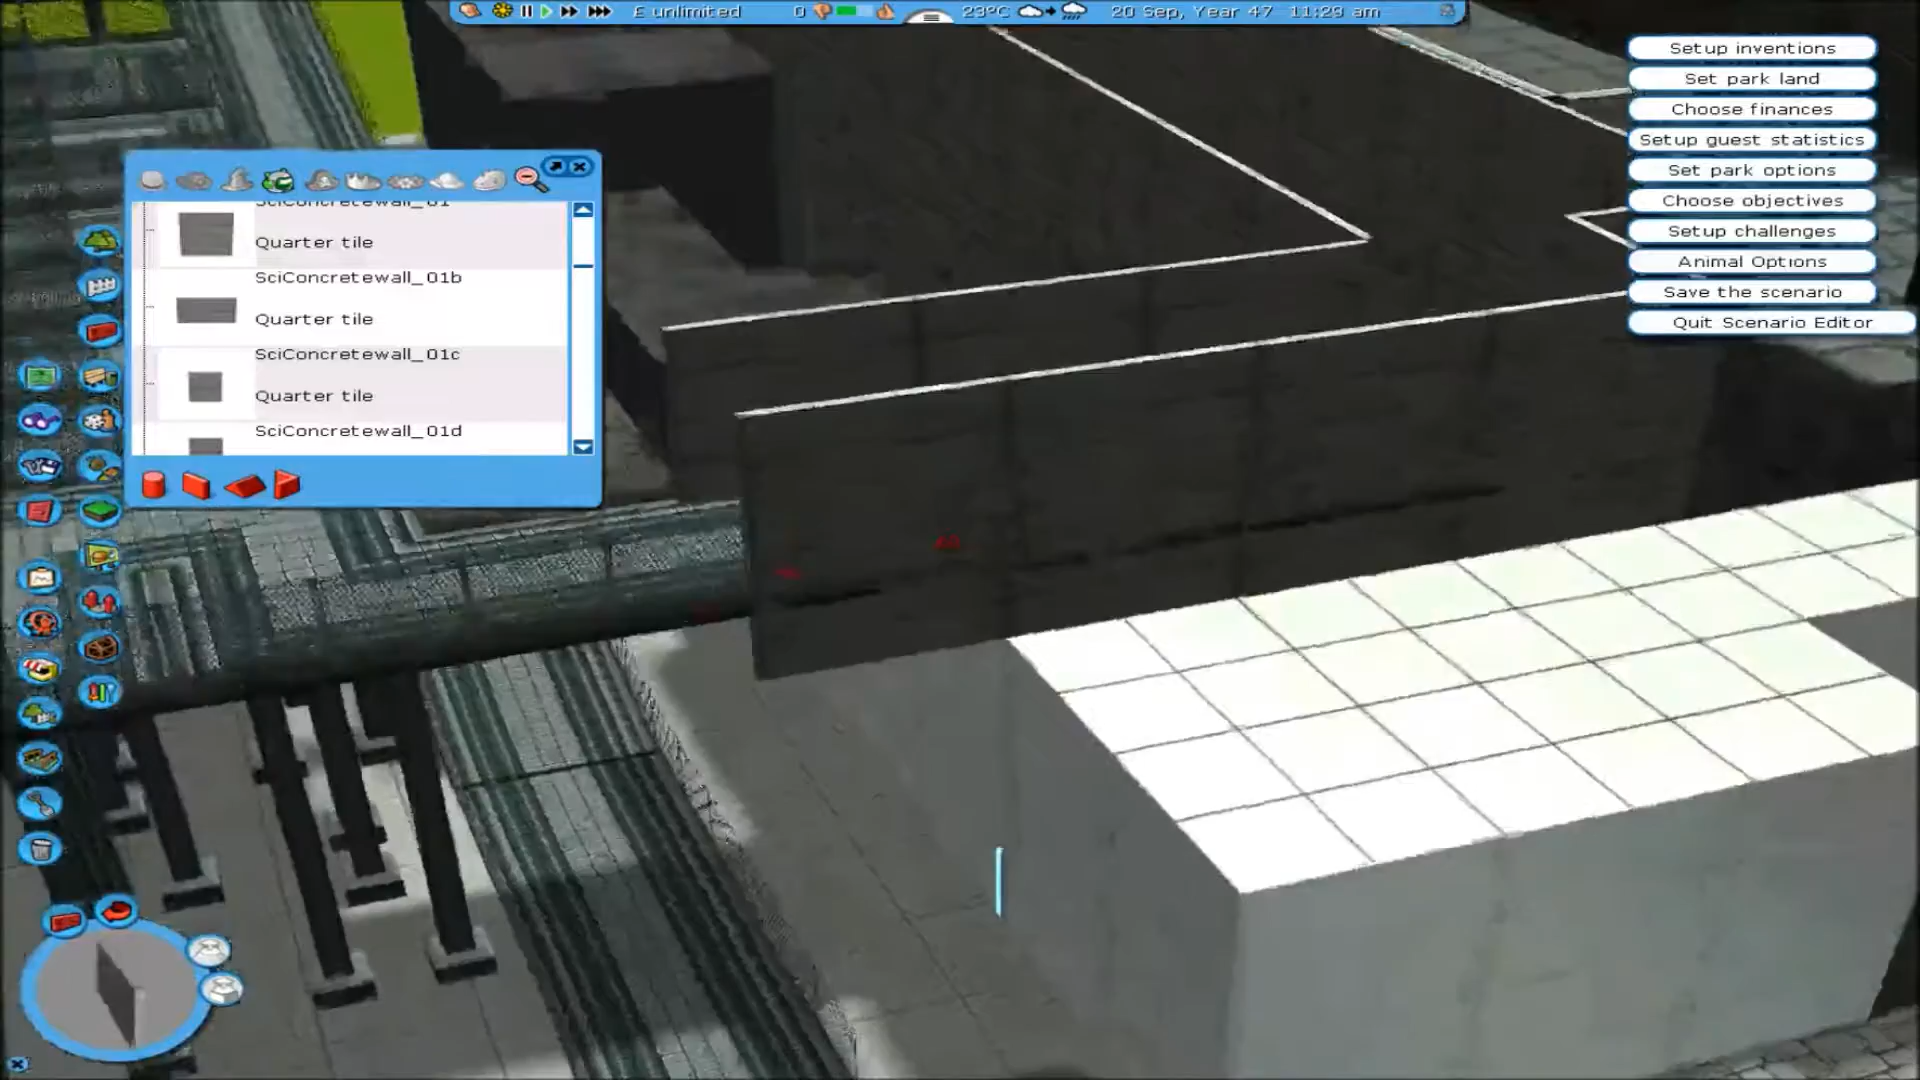 £ unlimited 0 23°C 20 Sep, Year 47 11:29 am
Setup inventions
Set park land
Choose finances
Setup guest statistics
Set park options
Choose objectives
Setup challenges
Animal Options
Save the scenario
Quit Scenario Editor
SciConcretewall_01
Quarter tile
SciConcretewall_01b
Quarter tile
SciConcretewall_01c
Quarter tile
SciConcretewall_01d